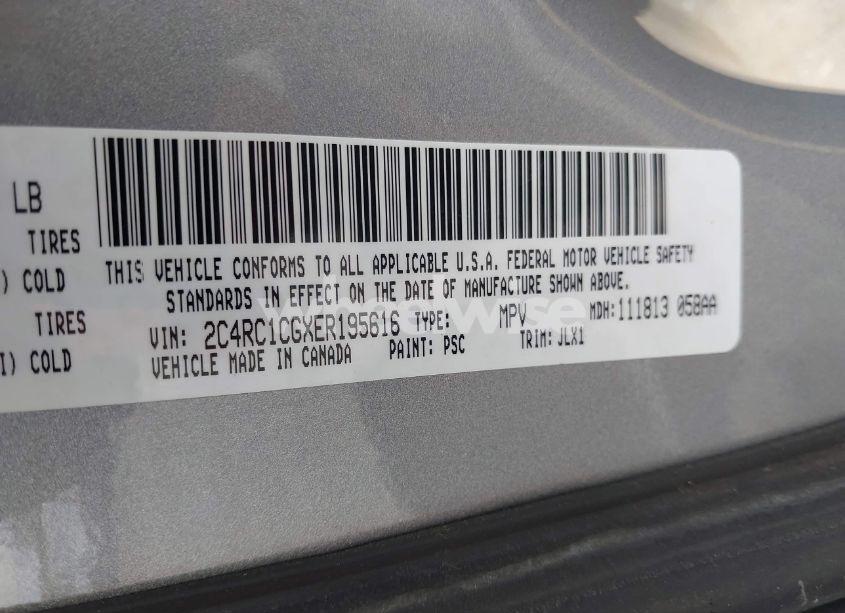 LB
TIRES
) COLD
TIRES
I) COLD
THIS VEHICLE CONFORMS TO ALL APPLICABLE U.S.A. FEDERAL MOTOR VEHICLE SAFETY
STANDARDS IN EFFECT ON THE DATE OF MANUFACTURE SHOWN ABOVE.
VIN: 2C4RC1CGXER195616 TYPE: MPV MDH: 111813 058AA
VEHICLE MADE IN CANADA PAINT: PSC TRIM: JLX1
wheelwise